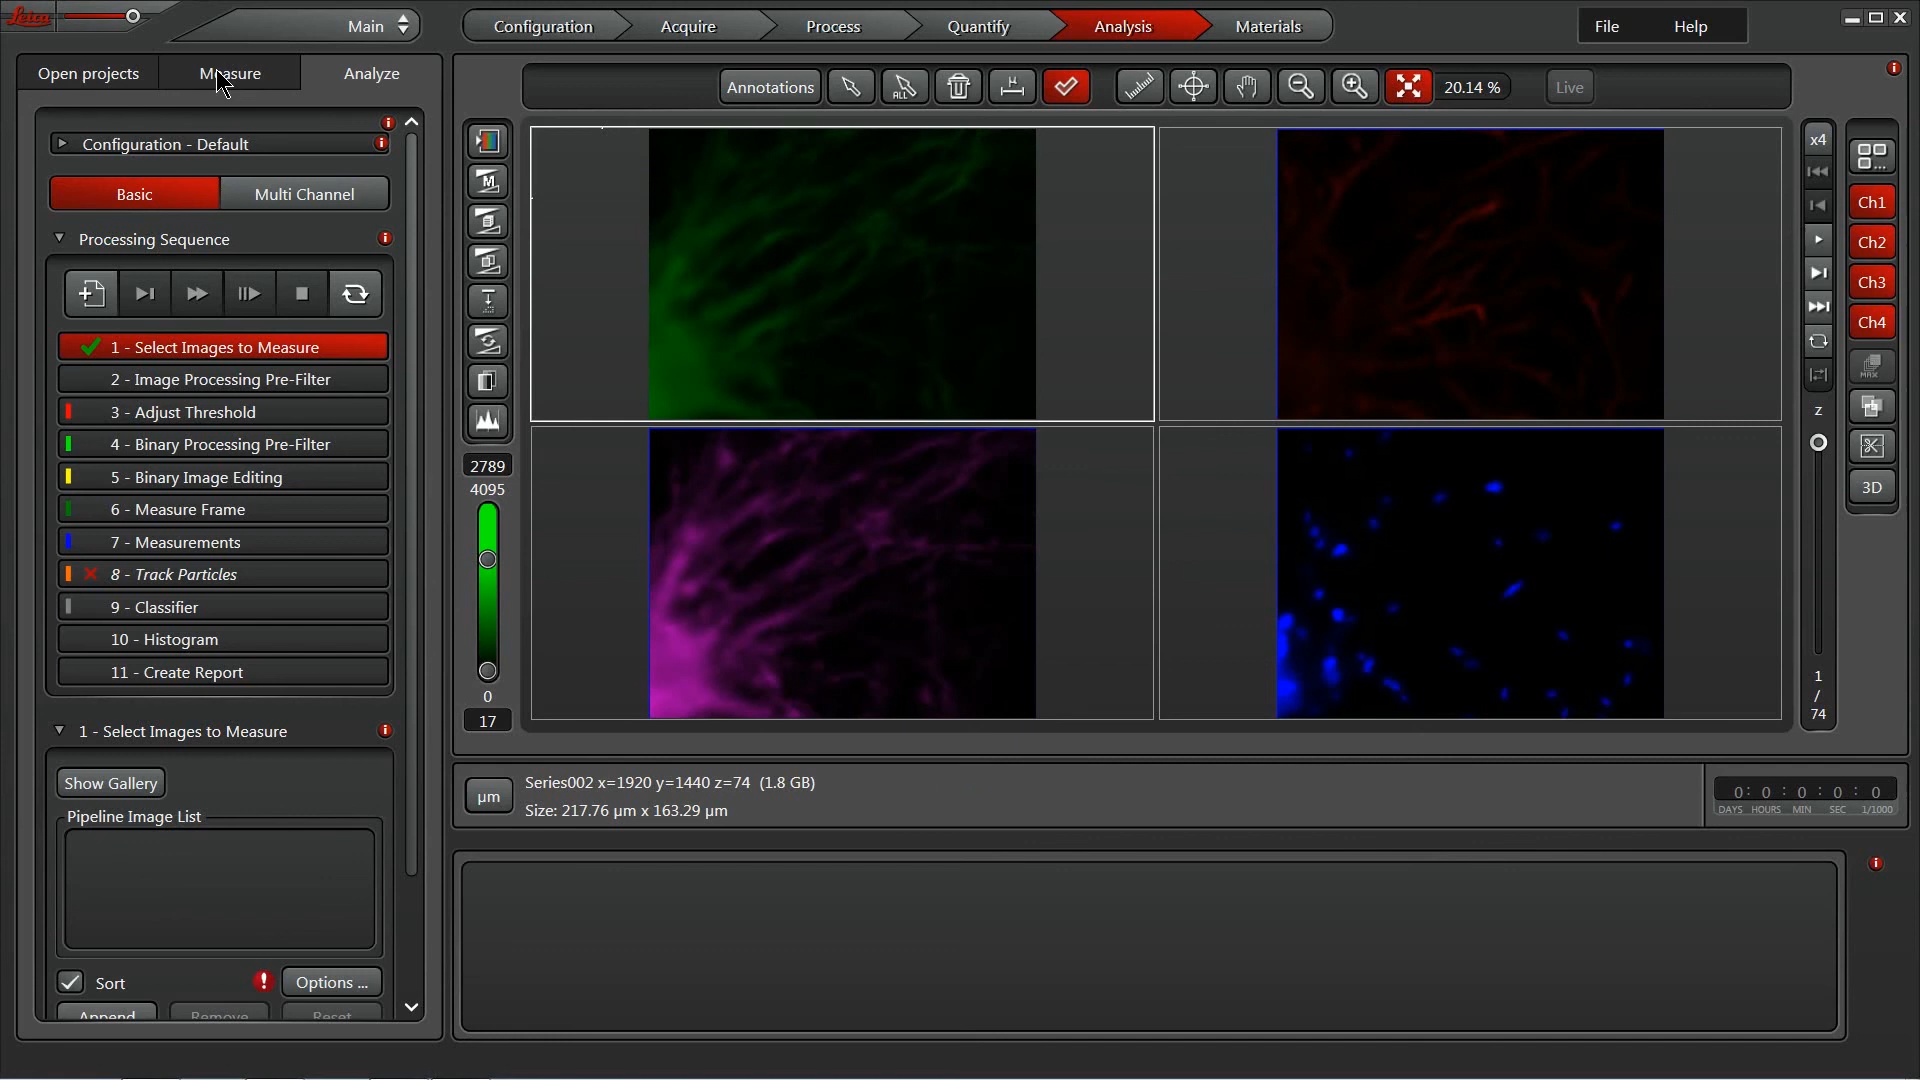 Leica
Main
Configuration
Acquire
Process
Quantify
Analysis
Materials
File
Help
Open projects
Measure
Analyze
Annotations
ALL
20.14 %
Live
Configuration - Default
Basic
Multi Channel
Processing Sequence
1 - Select Images to Measure
2 - Image Processing Pre-Filter
3 - Adjust Threshold
4 - Binary Processing Pre-Filter
5 - Binary Image Editing
6 - Measure Frame
7 - Measurements
8 - Track Particles
9 - Classifier
10 - Histogram
11 - Create Report
1 - Select Images to Measure
Show Gallery
Pipeline Image List
Sort
Options ...
Append
Remove
Reset
M
2789
4095
0
17
x4
z
1
/
74
Ch1
Ch2
Ch3
Ch4
MAX
3D
µm
Series002 x=1920 y=1440 z=74 (1.8 GB)
Size: 217.76 µm x 163.29 µm
0: 0 : 0 : 0 : 0
DAYS HOURS MIN SEC 1/1000